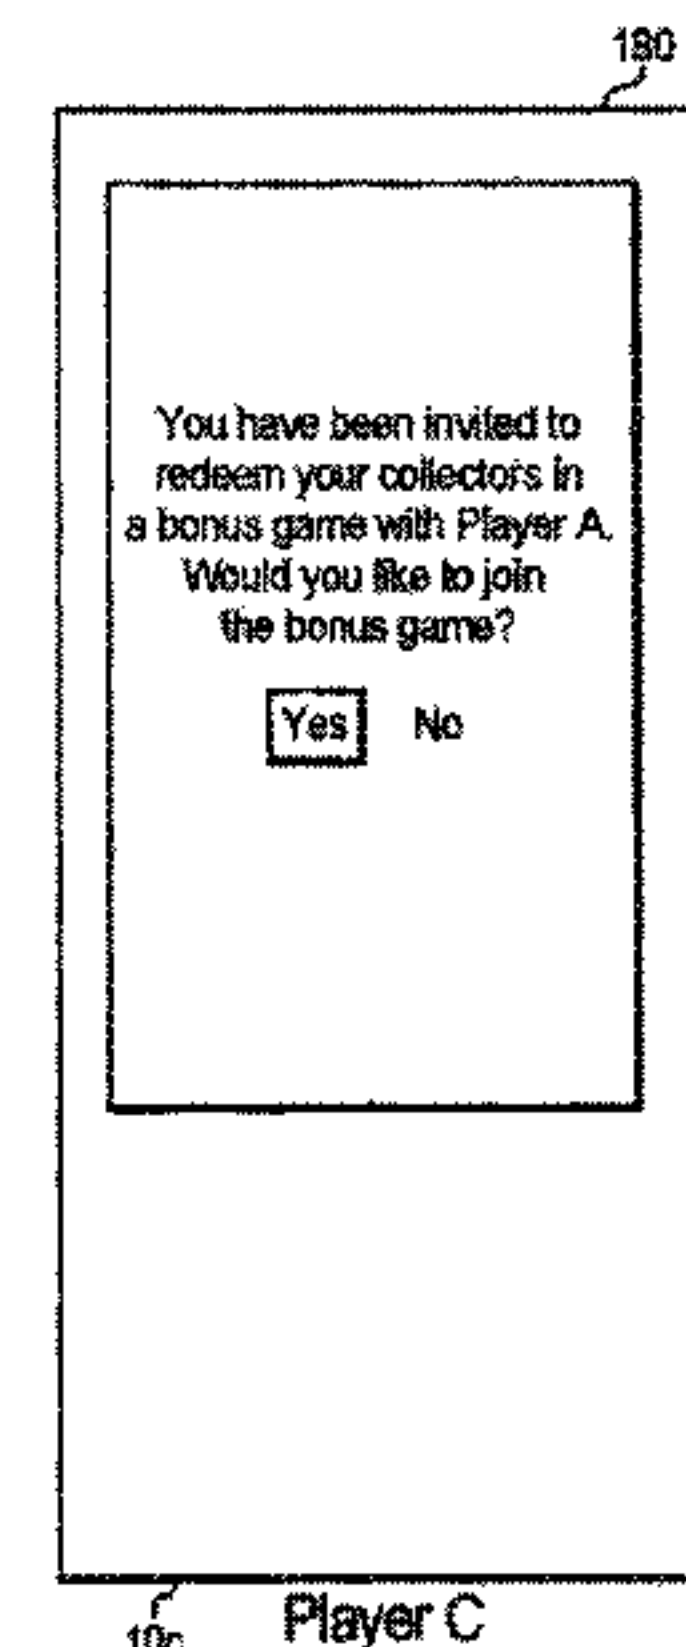 180
You have been invited to
redeem your collectors in
a bonus game with Player A.
Would you like to join
the bonus game?
Yes No
Player C